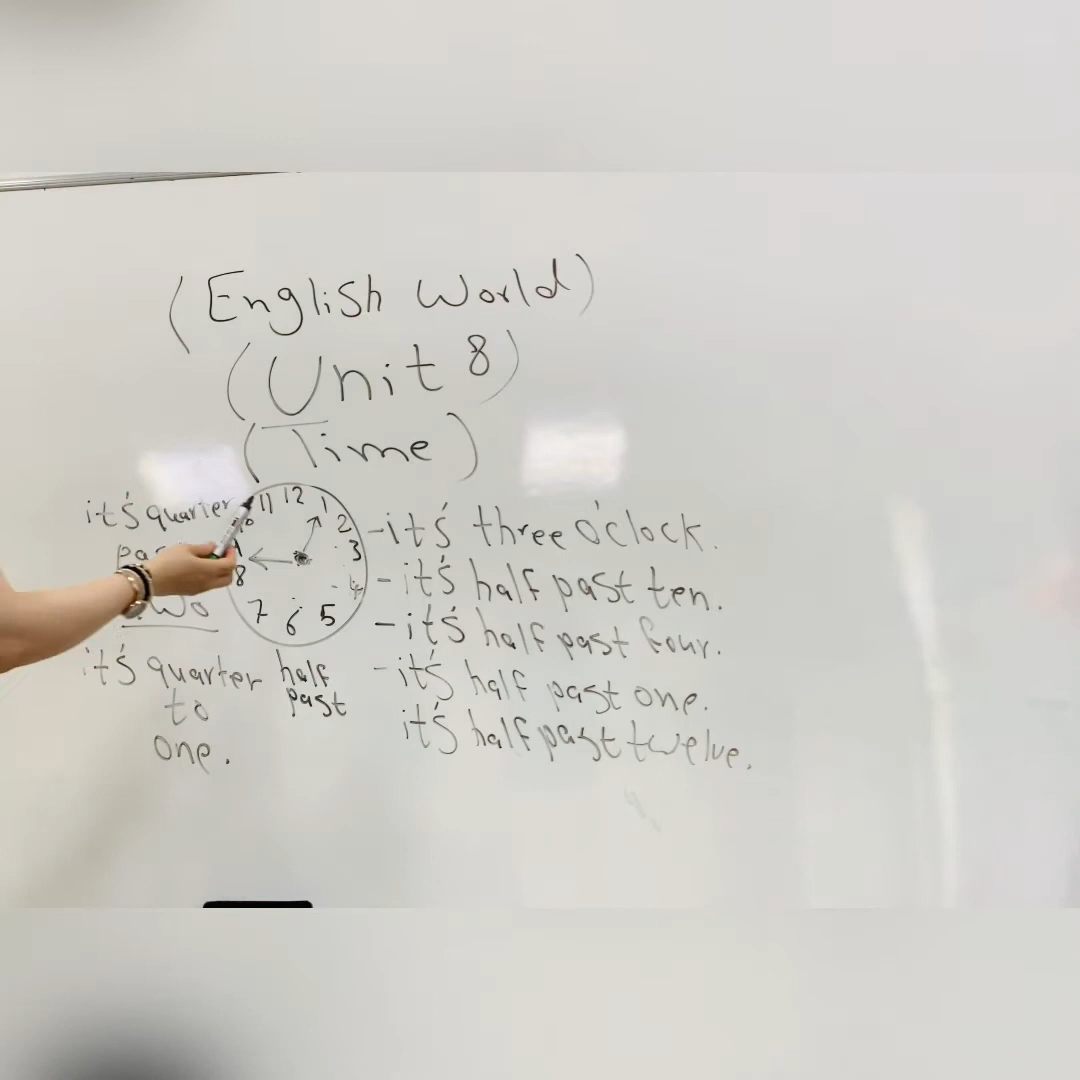 (English World)
(Unit 8)
(Time)
it's quarter
two
it's quarter
to
one.
11 12 1
10 2
3
8
7 6 5
half
past
-it's three o'clock.
-it's half past ten.
-it's half past four.
-it's half past one.
it's half past twelve.